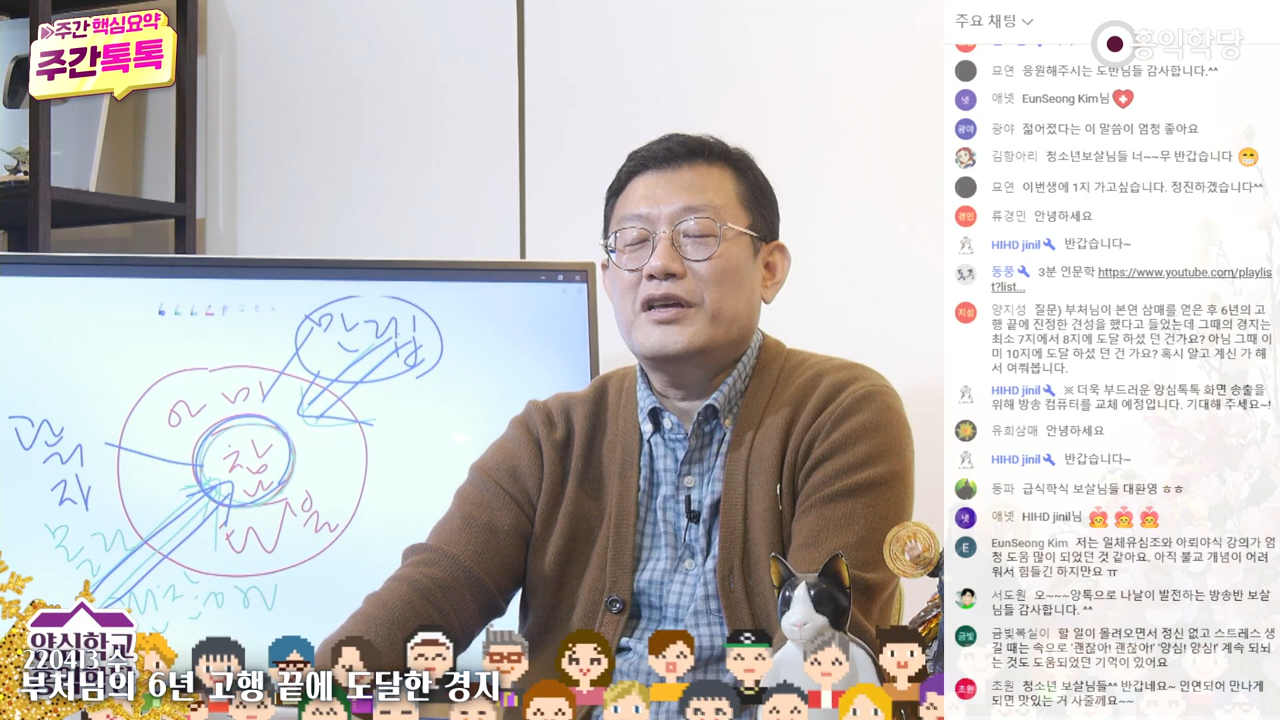 주간 핵심요약
주간톡톡
만
참
자
양심학교
220413 수
부처님의 6년 고행 끝에 도달한 경지
주요 채팅
홍익학당
묘연 응원해주시는 도반님들 감사합니다.^^
넷 애넷 EunSeong Kim님
광야 광야 젊어졌다는 이 말씀이 엄청 좋아요
김항아리 청소년보살님들 너~~무 반갑습니다
묘연 이번생에 1지 가고싶습니다. 정진하겠습니다^^
경민 류경민 안녕하세요
HIHD jinil 반갑습니다~
동풍 3분 인문학 https://www.youtube.com/playlis
t?list...
지성 양지성 질문) 부처님이 본연 삼매를 얻은 후 6년의 고
행 끝에 진정한 견성을 했다고 들었는데 그때의 경지는
최소 7지에서 8지에 도달 하셨 던 건가요? 아님 그때 이
미 10지에 도달 하셨 던 건 가요? 혹시 알고 계신 가 해
서 여쭤봅니다.
HIHD jinil ※ 더욱 부드러운 양심톡톡 화면 송출을
위해 방송 컴퓨터를 교체 예정입니다. 기대해 주세요~!
유희삼매 안녕하세요
HIHD jinil 반갑습니다~
동파 급식학식 보살님들 대환영 ㅎㅎ
넷 애넷 HIHD jinil님
E EunSeong Kim 저는 일체유심조와 아뢰야식 강의가 엄
청 도움 많이 되었던 것 같아요. 아직 불교 개념이 어려
워서 힘들긴 하지만요 ㅠ
서도원 오~~~양톡으로 나날이 발전하는 방송반 보살
님들 감사합니다. ^^
금빛 금빛복실이 할 일이 몰려오면서 정신 없고 스트레스 생
길 때는 속으로 '괜찮아! 괜찮아!' '양심! 양심!' 계속 되뇌
는 것도 도움되었던 기억이 있어요
초원 초원 청소년 보살님들^^ 반갑네요~ 인연되어 만나게
되면 맛있는 거 사줄께요~~